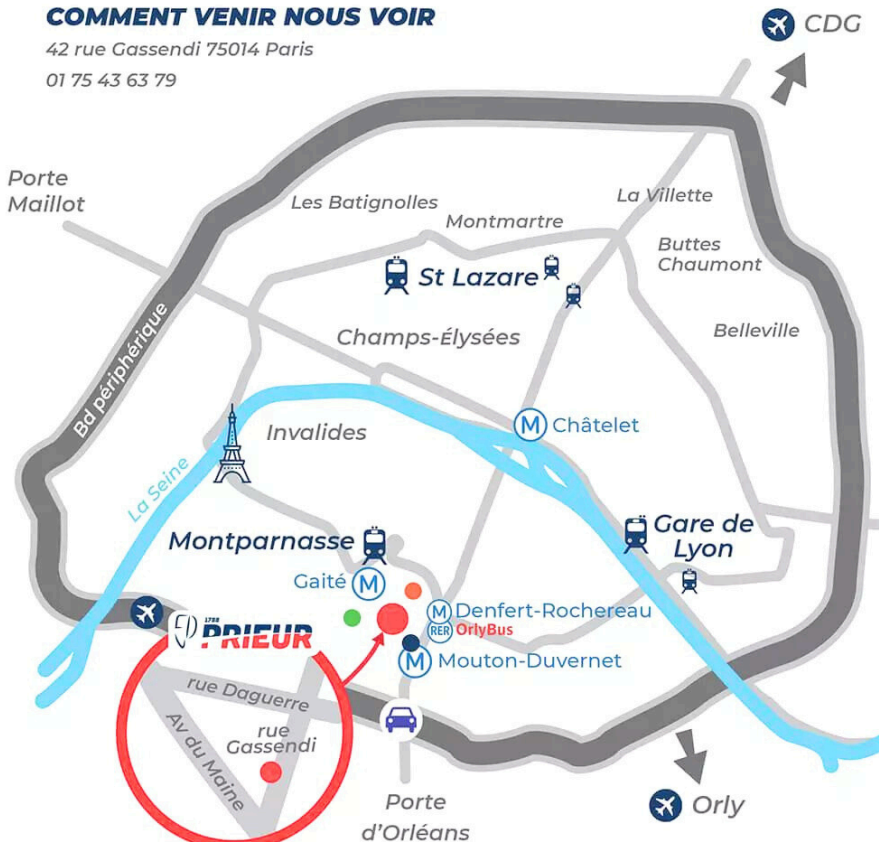 COMMENT VENIR NOUS VOIR
42 rue Gassendi 75014 Paris
01 75 43 63 79
CDG
Porte
Maillot
Les Batignolles
Montmartre
La Villette
Buttes
Chaumont
St Lazare
Champs-Élysées
Belleville
Bd périphérique
La Seine
Invalides
M Châtelet
Montparnasse
Gare de
Lyon
Gaité M
M Denfert-Rochereau
RER OrlyBus
M Mouton-Duvernet
1788
PRIEUR
rue Daguerre
rue
Gassendi
Av du Maine
Porte
d'Orléans
Orly